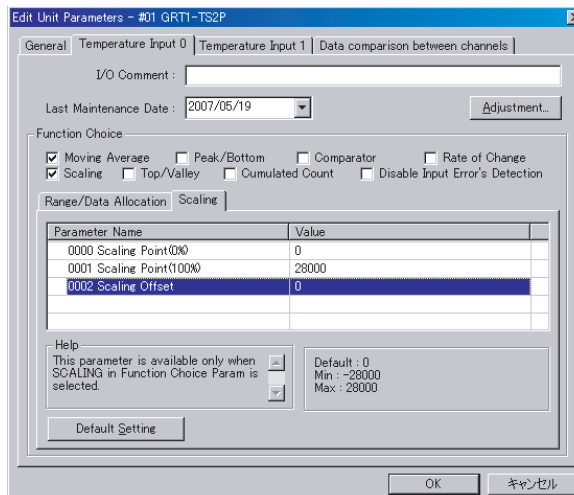 Edit Unit Parameters - #01 GRT1-TS2P
General Temperature Input 0 Temperature Input 1 Data comparison between channels
I/O Comment :
Last Maintenance Date : 2007/05/19 Adjustment...
Function Choice
Moving Average Peak/Bottom Comparator Rate of Change
Scaling Top/Valley Cumulated Count Disable Input Error's Detection
Range/Data Allocation Scaling
Parameter Name Value
0000 Scaling Point(0%) 0
0001 Scaling Point(100%) 28000
0002 Scaling Offset 0
Help
This parameter is available only when
SCALING in Function Choice Param is
selected.
Default : 0
Min : -28000
Max : 28000
Default Setting
OK キャンセル